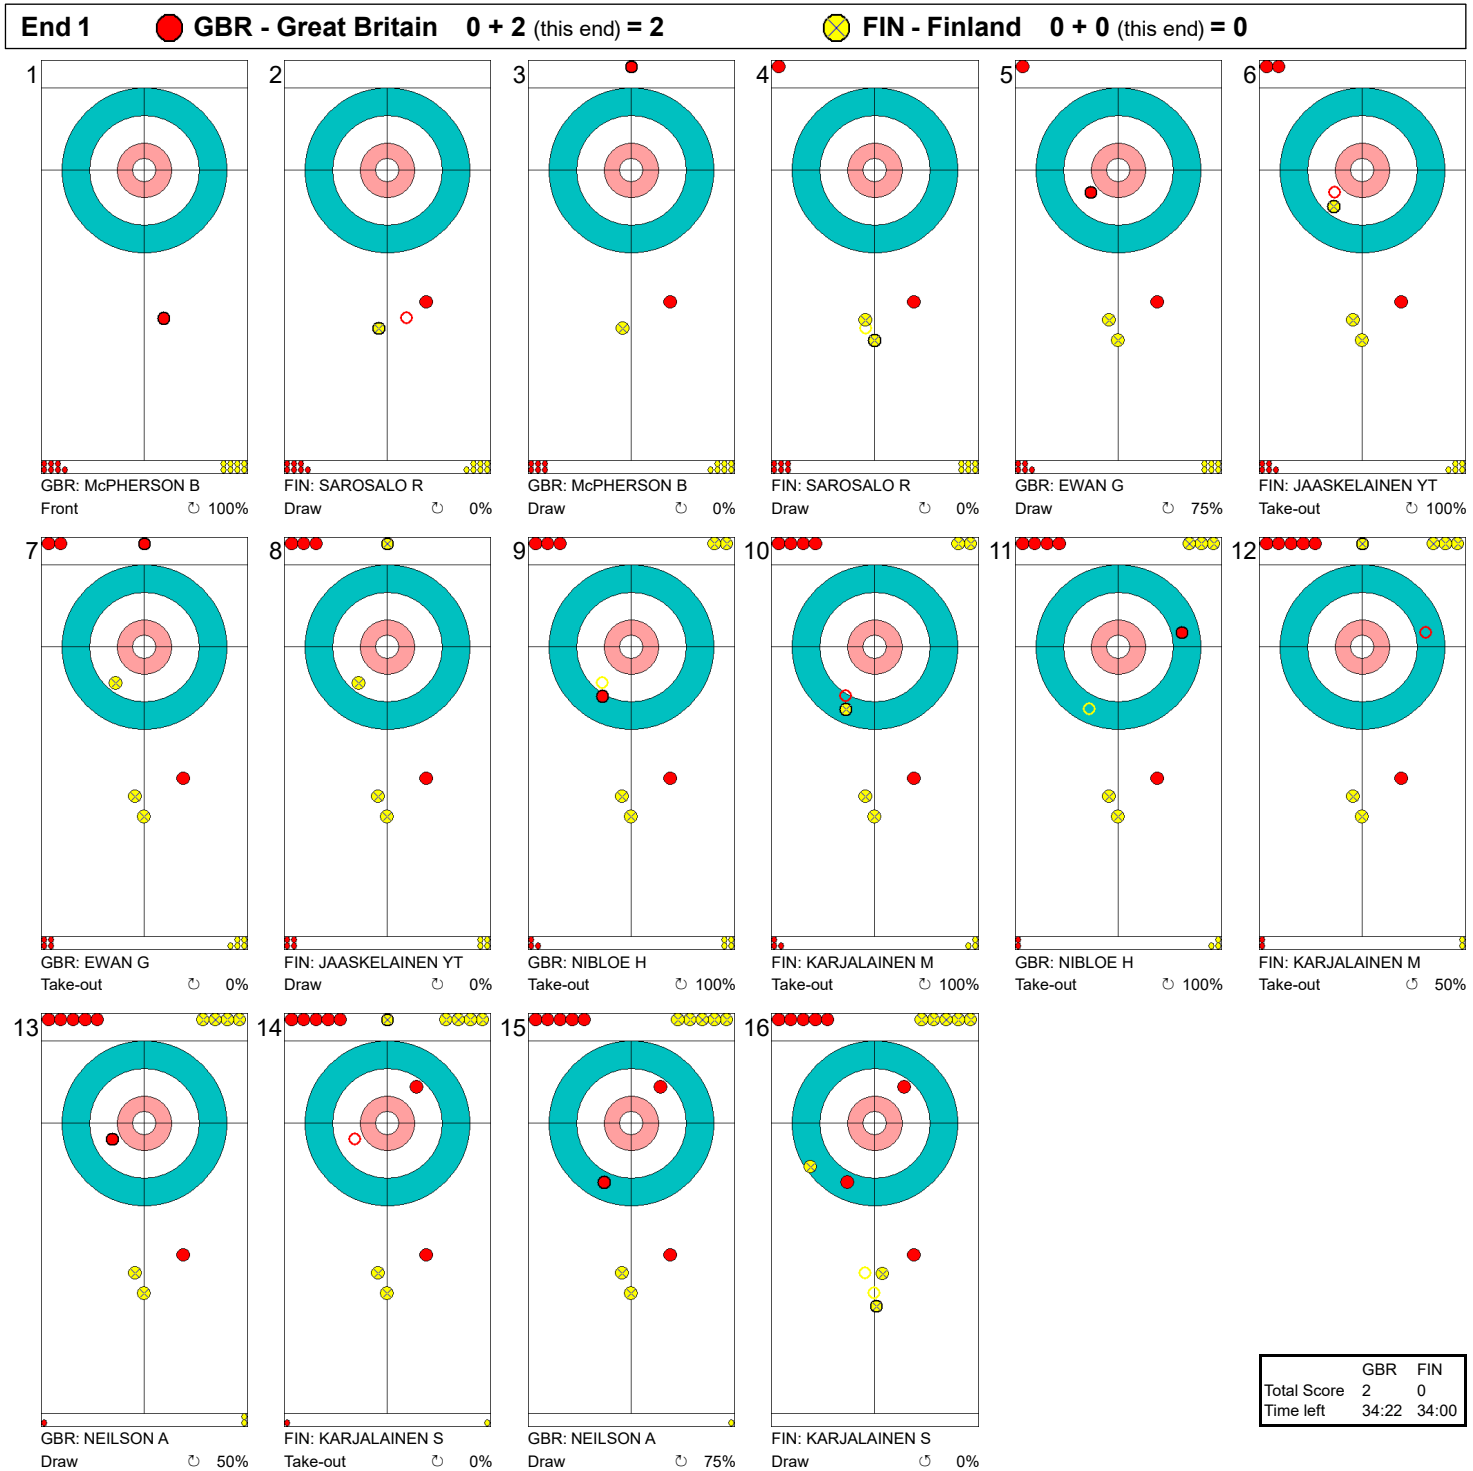 End 1 GBR - Great Britain 0 + 2 (this end) = 2 FIN - Finland 0 + 0 (this end) = 0
1 2 3 4 5 6
GBR: McPHERSON B FIN: SAROSALO R GBR: McPHERSON B FIN: SAROSALO R GBR: EWAN G FIN: JAASKELAINEN YT
Front ↻ 100% Draw ↻ 0% Draw ↻ 0% Draw ↻ 0% Draw ↻ 75% Take-out ↻ 100%
7 8 9 10 11 12
GBR: EWAN G FIN: JAASKELAINEN YT GBR: NIBLOE H FIN: KARJALAINEN M GBR: NIBLOE H FIN: KARJALAINEN M
Take-out ↻ 0% Draw ↻ 0% Take-out ↻ 100% Take-out ↻ 100% Take-out ↻ 100% Take-out ↻ 50%
13 14 15 16
GBR: NEILSON A FIN: KARJALAINEN S GBR: NEILSON A FIN: KARJALAINEN S
Draw ↻ 50% Take-out ↻ 0% Draw ↻ 75% Draw ↺ 0%
GBR FIN
Total Score 2 0
Time left 34:22 34:00